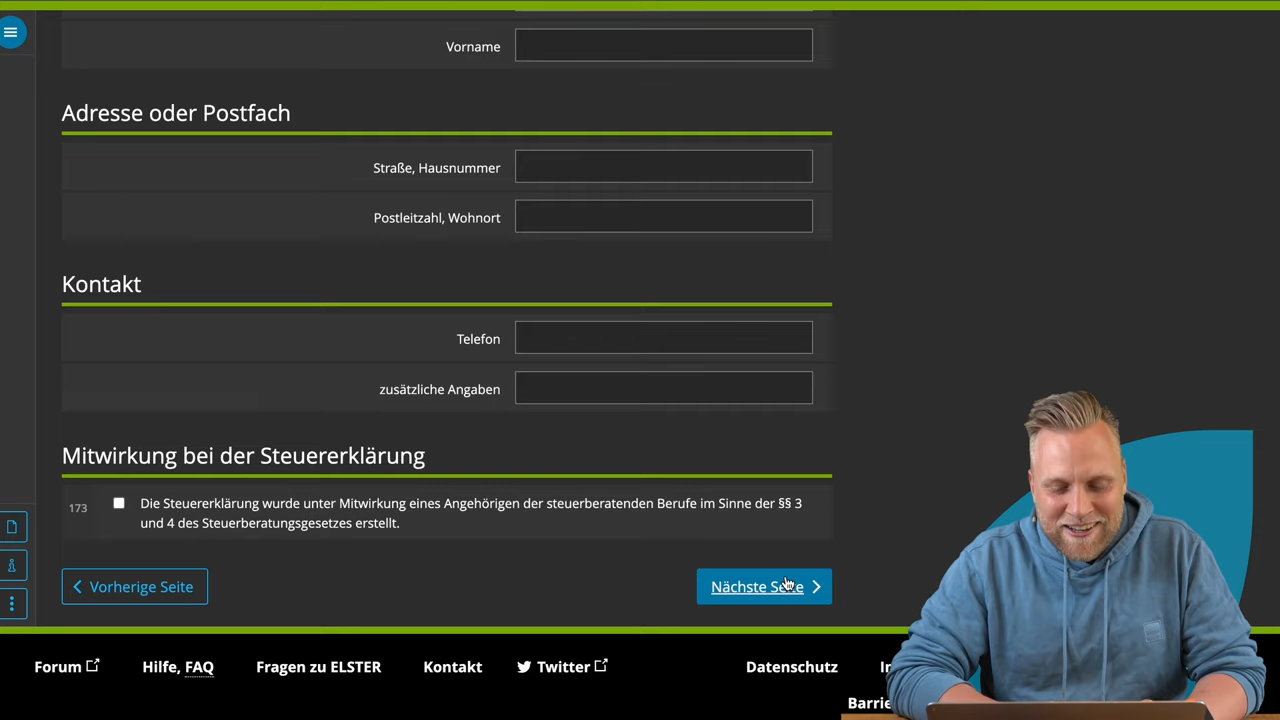 Vorname
Adresse oder Postfach
Straße, Hausnummer
Postleitzahl, Wohnort
Kontakt
Telefon
zusätzliche Angaben
Mitwirkung bei der Steuererklärung
173
Die Steuererklärung wurde unter Mitwirkung eines Angehörigen der steuerberatenden Berufe im Sinne der §§ 3
und 4 des Steuerberatungsgesetzes erstellt.
Vorherige Seite
Nächste Seite
Forum
Hilfe, FAQ
Fragen zu ELSTER
Kontakt
Twitter
Datenschutz